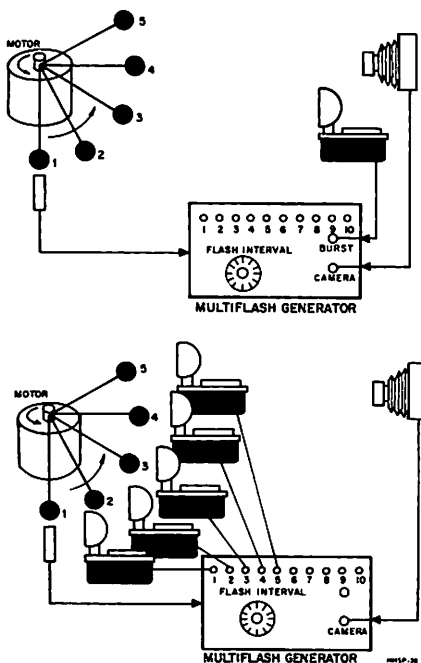 5
MOTOR
4
3
2
1
1 2 3 4 5 6 7 8 9 10
FLASH INTERVAL
BURST
CAMERA
MULTIFLASH GENERATOR
5
MOTOR
4
3
2
1
1 2 3 4 5 6 7 8 9 10
FLASH INTERVAL
CAMERA
MULTIFLASH GENERATOR